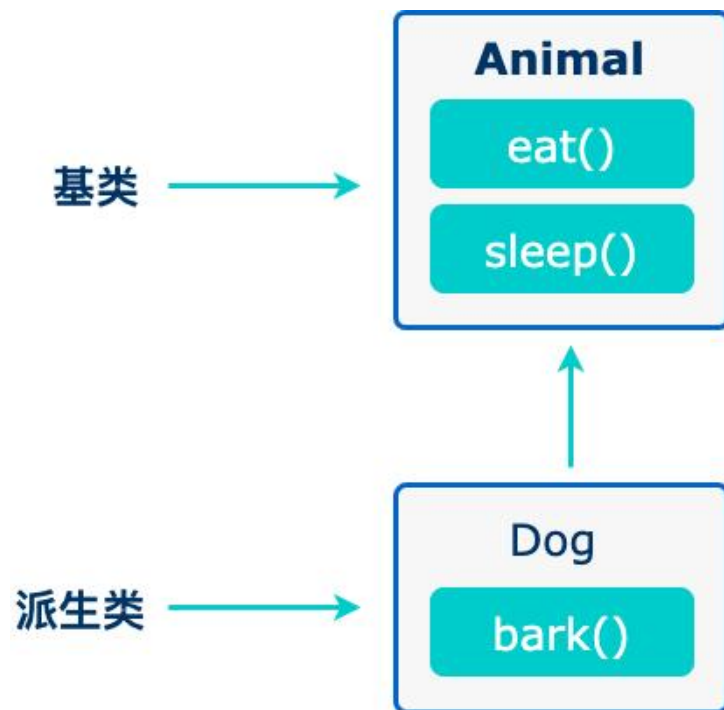 Animal
eat()
基类
sleep()
Dog
派生类
bark()